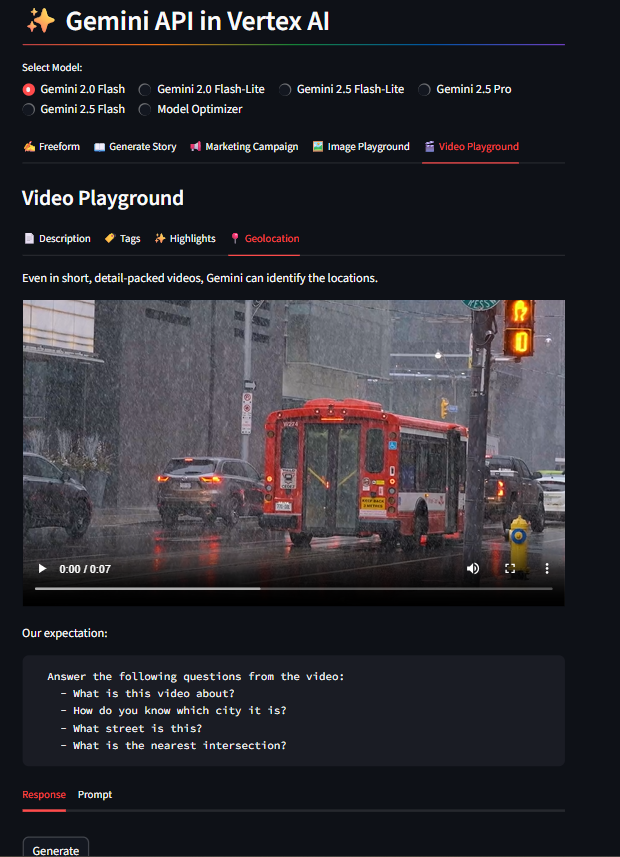 ✨ Gemini API in Vertex AI
Select Model:
Gemini 2.0 Flash Gemini 2.0 Flash-Lite Gemini 2.5 Flash-Lite Gemini 2.5 Pro
Gemini 2.5 Flash Model Optimizer
Freeform Generate Story Marketing Campaign Image Playground Video Playground
Video Playground
Description Tags Highlights Geolocation
Even in short, detail-packed videos, Gemini can identify the locations.
0:00 / 0:07
Our expectation:
Answer the following questions from the video:
- What is this video about?
- How do you know which city it is?
- What street is this?
- What is the nearest intersection?
Response Prompt
Generate